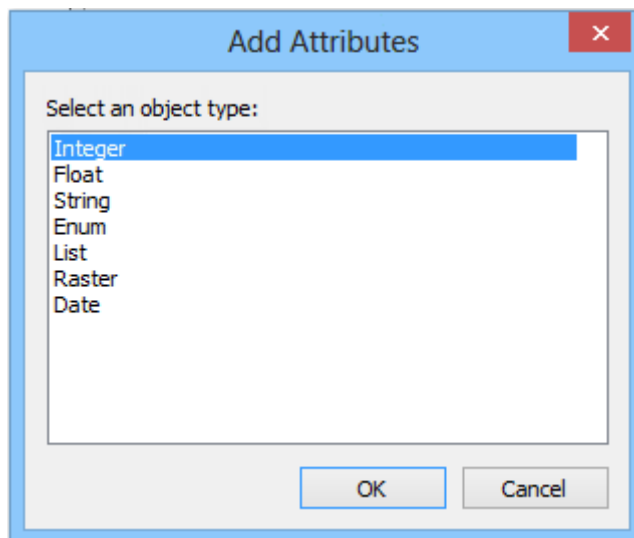 Add Attributes
Select an object type:
Integer
Float
String
Enum
List
Raster
Date
OK Cancel